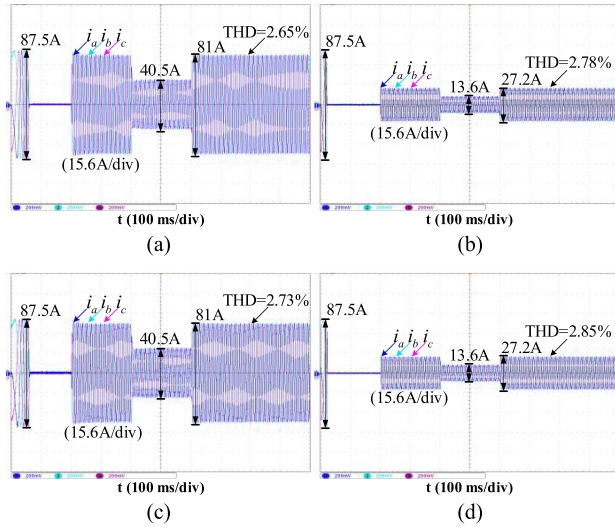 87.5A
i_a i_b i_c
40.5A
81A
THD=2.65%
(15.6A/div)
t (100 ms/div)
(a)
87.5A
i_a i_b i_c
13.6A
27.2A
THD=2.78%
(15.6A/div)
t (100 ms/div)
(b)
87.5A
i_a i_b i_c
40.5A
81A
THD=2.73%
(15.6A/div)
t (100 ms/div)
(c)
87.5A
i_a i_b i_c
13.6A
27.2A
THD=2.85%
(15.6A/div)
t (100 ms/div)
(d)